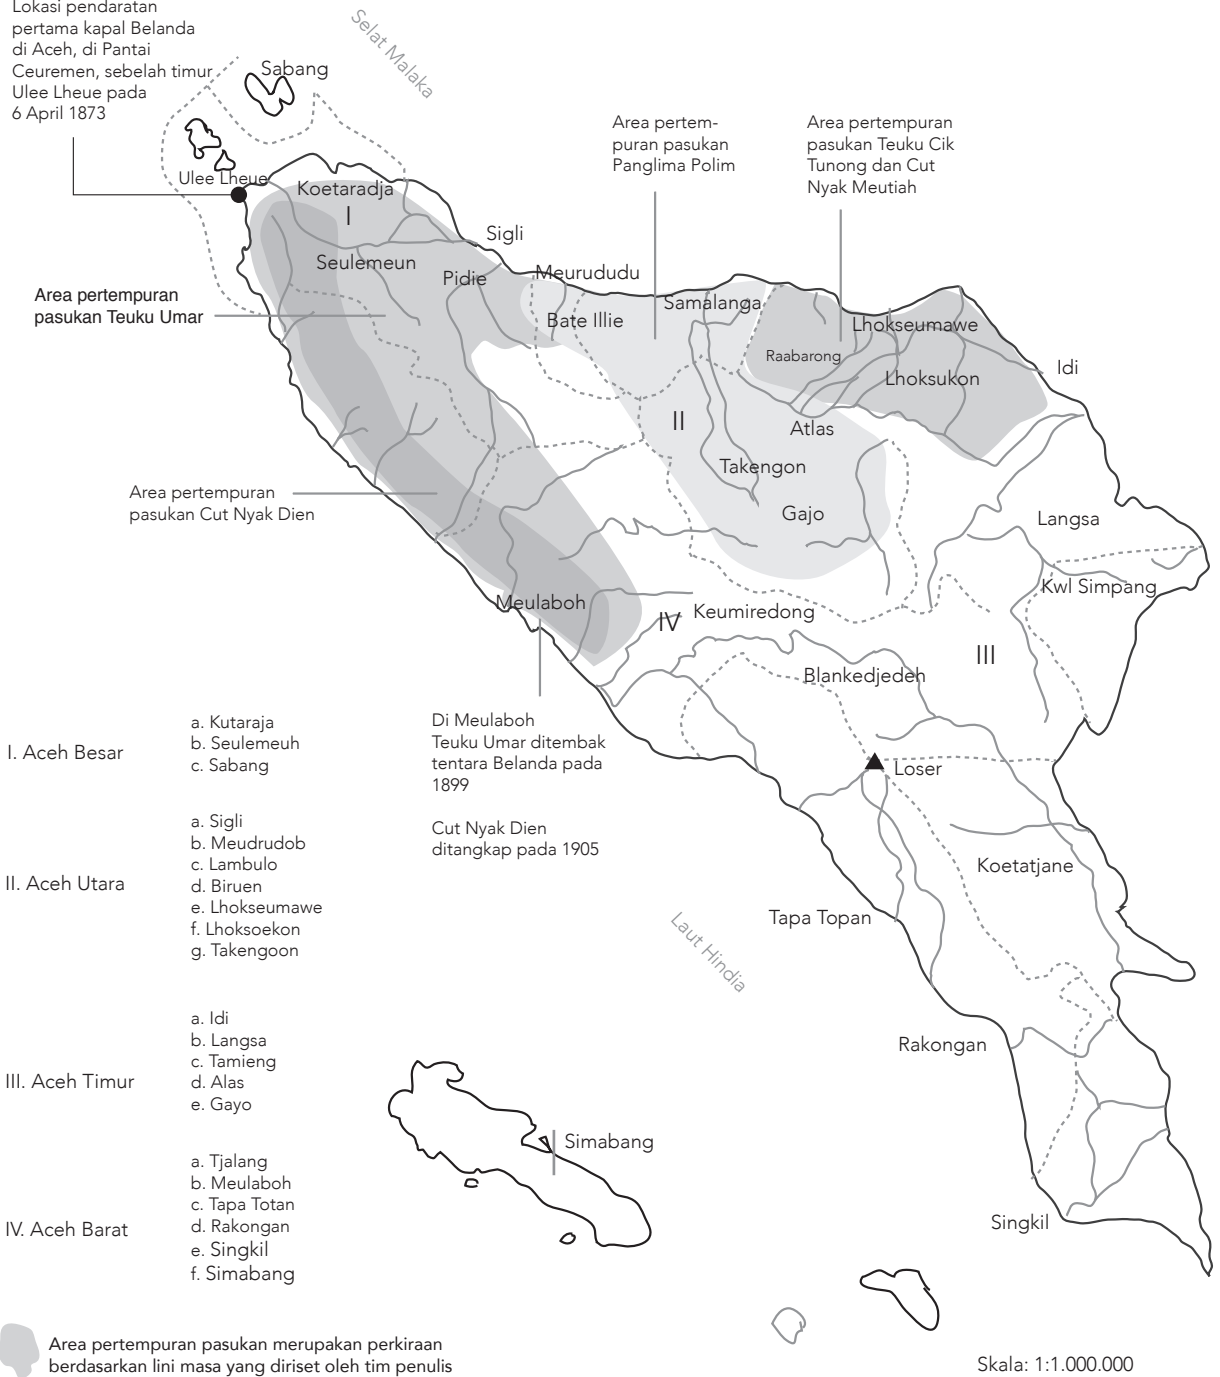 Lokasi pendaratan
pertama kapal Belanda
di Aceh, di Pantai
Ceuremen, sebelah timur
Ulee Lheue pada
6 April 1873
Selat Malaka
Sabang
Area pertem-
puran pasukan
Panglima Polim
Area pertempuran
pasukan Teuku Cik
Tunong dan Cut
Nyak Meutiah
Ulee Lheue
Koetaradja
I
Sigli
Seulemeun
Pidie
Meurududu
Samalanga
Bate Illie
Lhokseumawe
Raabarong
Lhoksukon
Idi
Area pertempuran
pasukan Teuku Umar
II
Atlas
Takengon
Gajo
Area pertempuran
pasukan Cut Nyak Dien
Langsa
Kwl Simpang
Meulaboh
IV
Keumiredong
III
Blankedjedeh
Di Meulaboh
Teuku Umar ditembak
tentara Belanda pada
1899
Cut Nyak Dien
ditangkap pada 1905
Loser
Koetatjane
Tapa Topan
Laut Hindia
Rakongan
Simabang
Singkil
I. Aceh Besar
a. Kutaraja
b. Seulemeuh
c. Sabang
II. Aceh Utara
a. Sigli
b. Meudrudob
c. Lambulo
d. Biruen
e. Lhokseumawe
f. Lhoksoekon
g. Takengoon
III. Aceh Timur
a. Idi
b. Langsa
c. Tamieng
d. Alas
e. Gayo
IV. Aceh Barat
a. Tjalang
b. Meulaboh
c. Tapa Totan
d. Rakongan
e. Singkil
f. Simabang
Area pertempuran pasukan merupakan perkiraan
berdasarkan lini masa yang diriset oleh tim penulis
Skala: 1:1.000.000